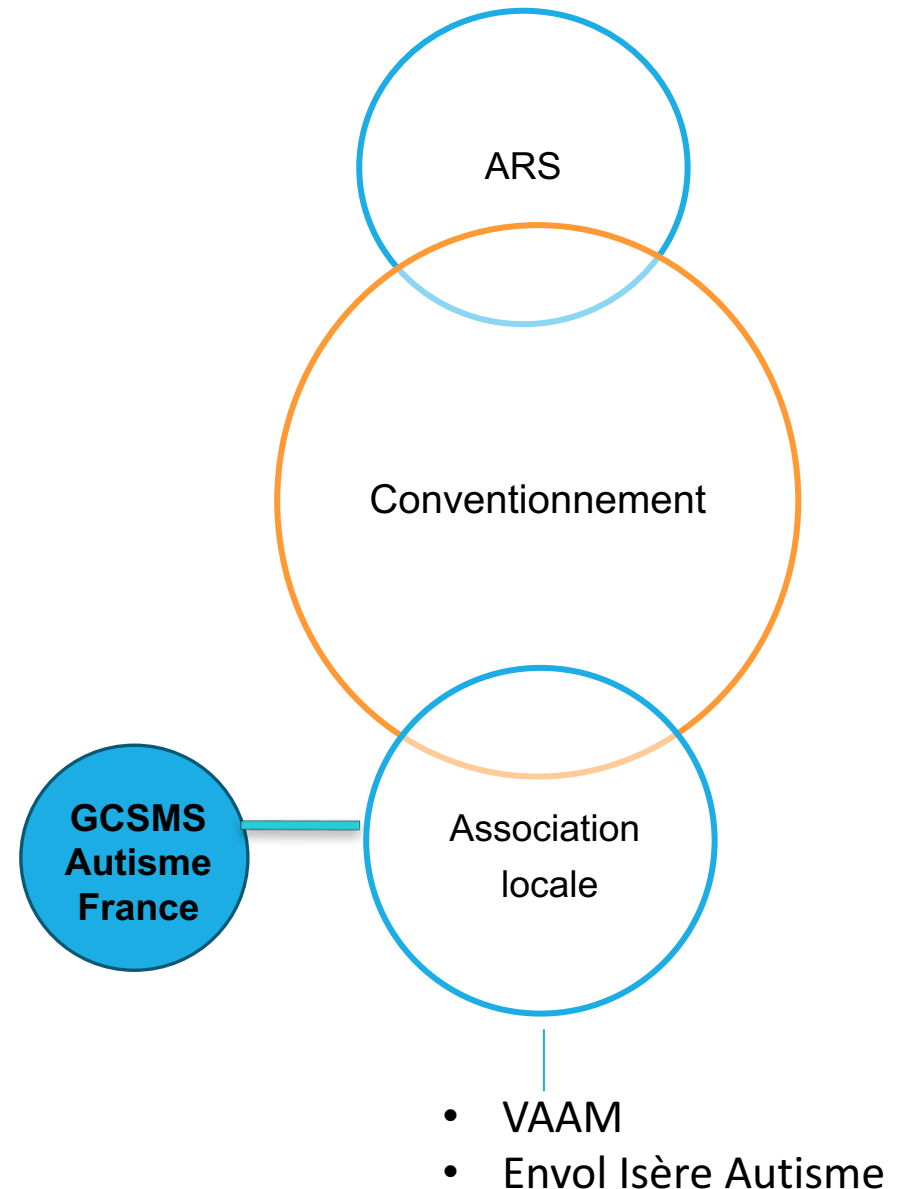 ARS
Conventionnement
GCSMS
Autisme
France
Association
locale
• VAAM
• Envol Isère Autisme